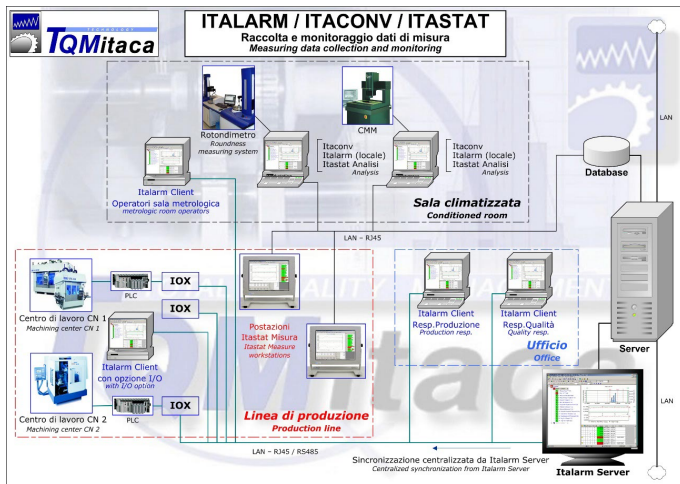 TECHNOLOGY
TQMitaca
ITALARM / ITACONV / ITASTAT
Raccolta e monitoraggio dati di misura
Measuring data collection and monitoring
Rotondimetro
Roundness
measuring system
Itaconv
Italarm (locale)
Itastat Analisi
Analysis
CMM
Itaconv
Italarm (locale)
Itastat Analisi
Analysis
Italarm Client
Operatori sala metrologica
metrologic room operators
Sala climatizzata
Conditioned room
LAN
Database
LAN – RJ45
Server
LAN
Centro di lavoro CN 1
Machining center CN 1
PLC
IOX
IOX
Italarm Client
con opzione I/O
with I/O option
Centro di lavoro CN 2
Machining center CN 2
PLC
IOX
Postazioni
Itastat Misura
Itastat Measure
workstations
Linea di produzione
Production line
Italarm Client
Resp.Produzione
Production resp.
Italarm Client
Resp.Qualità
Quality resp.
Ufficio
Office
LAN – RJ45 / RS485
Sincronizzazione centralizzata da Italarm Server
Centralized synchronization from Italarm Server
Italarm Server
TQMitaca